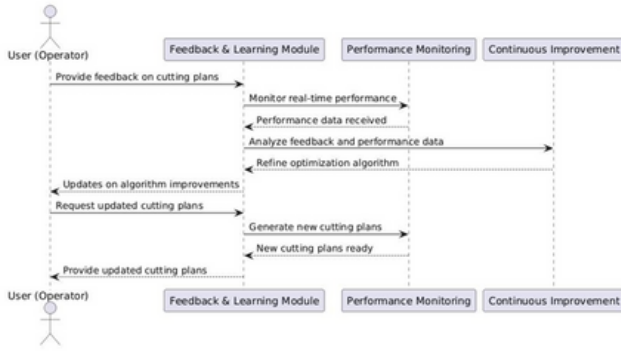 User (Operator)
Feedback & Learning Module
Performance Monitoring
Continuous Improvement
Provide feedback on cutting plans
Monitor real-time performance
Performance data received
Analyze feedback and performance data
Refine optimization algorithm
Updates on algorithm improvements
Request updated cutting plans
Generate new cutting plans
New cutting plans ready
Provide updated cutting plans
User (Operator)
Feedback & Learning Module
Performance Monitoring
Continuous Improvement